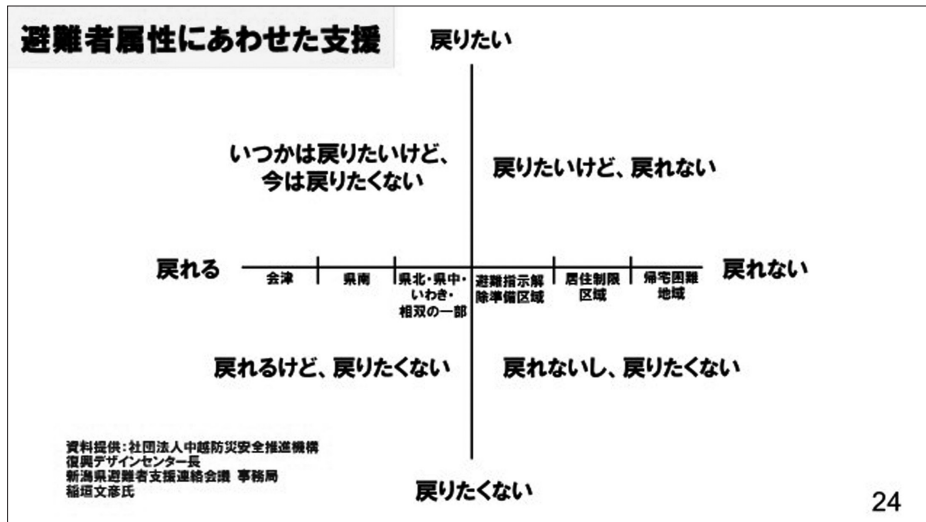 避難者属性にあわせた支援
戻りたい
いつかは戻りたいけど、
今は戻りたくない
戻りたいけど、戻れない
戻れる
会津
県南
県北・県中・
いわき・
相双の一部
避難指示解
除準備区域
居住制限
区域
帰宅困難
地域
戻れない
戻れるけど、戻りたくない
戻れないし、戻りたくない
資料提供：社団法人中越防災安全推進機構
復興デザインセンター長
新潟県避難者支援連絡会議 事務局
稲垣文彦氏
戻りたくない
24